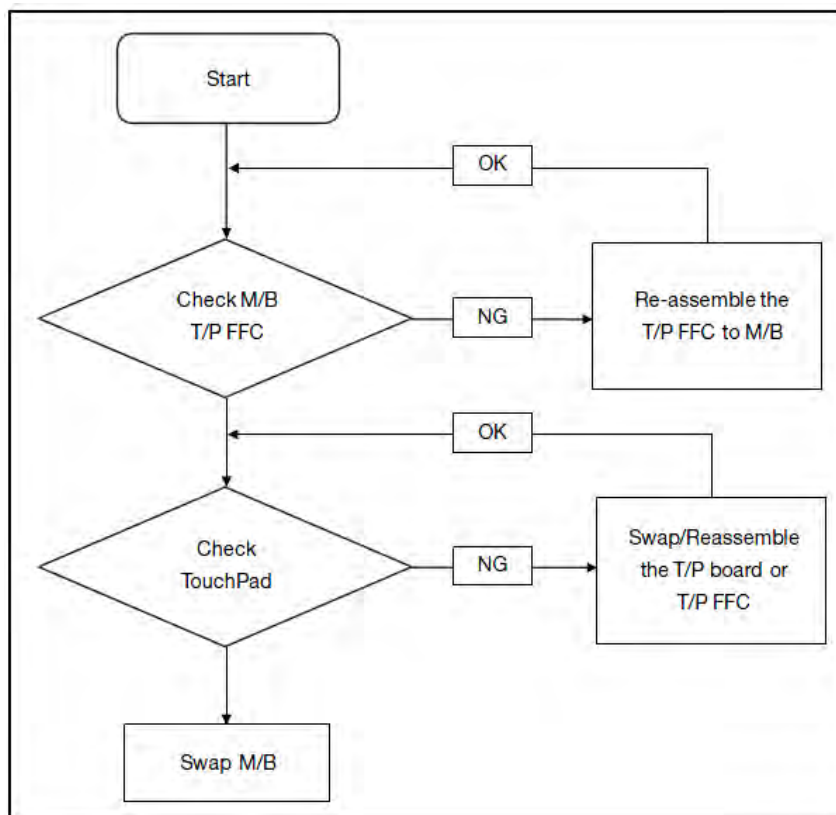 Start
OK
Check M/B
T/P FFC
NG
Re-assemble the
T/P FFC to M/B
OK
Check
TouchPad
NG
Swap/Reassemble
the T/P board or
T/P FFC
Swap M/B